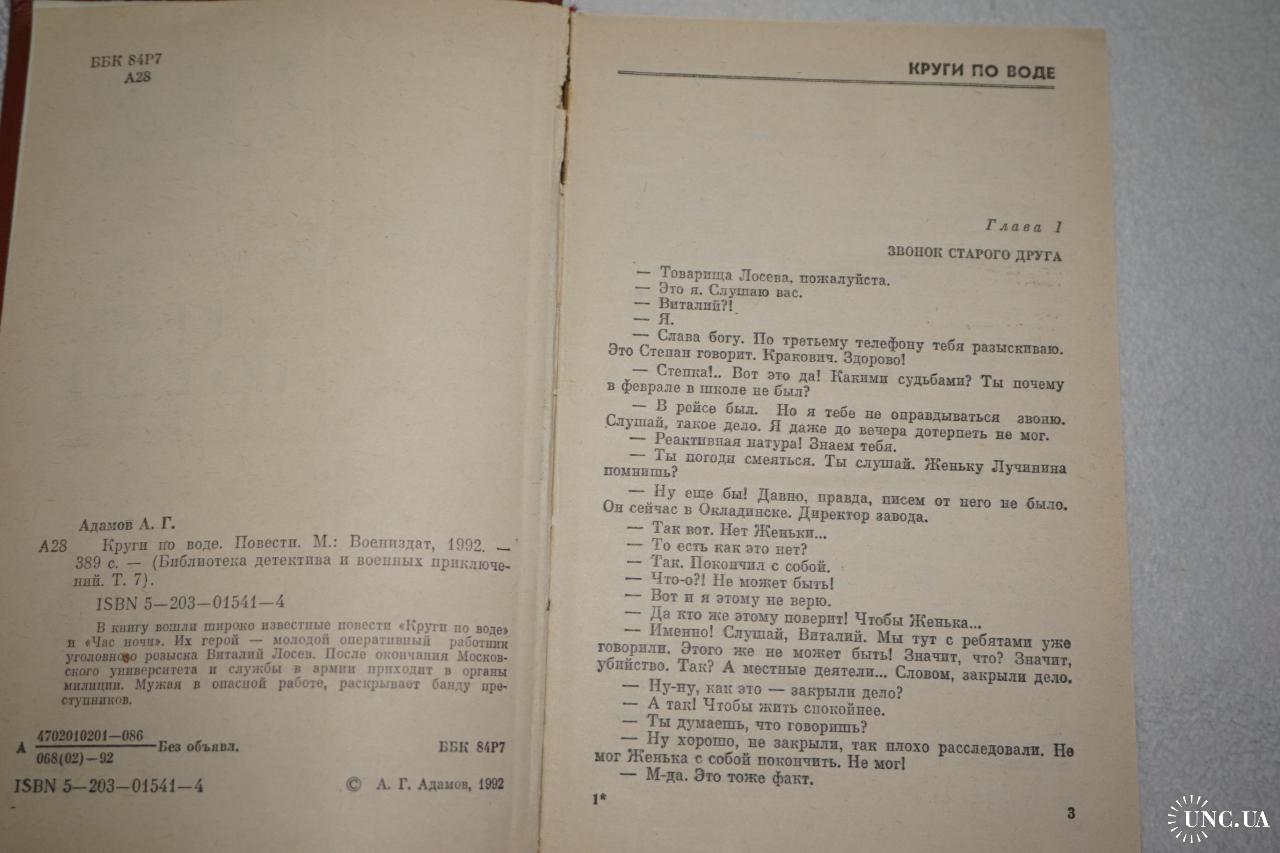 ББК 84Р7
А28
Адамов А. Г.
А28 Круги по воде. Повести. М.: Воениздат, 1992. —
389 с. — (Библиотека детектива и военных приключе-
ний. Т. 7).
ISBN 5—203—01541—4
В книгу вошли широко известные повести «Круги по воде»
и «Час ночи». Их герой — молодой оперативный работник
уголовного розыска Виталий Лосев. После окончания Москов-
ского университета и службы в армии приходит в органы
милиции. Мужая в опасной работе, раскрывает банду пре-
ступников.
4702010201—086
А Без объявл. ББК 84Р7
068(02)—92
ISBN 5—203—01541—4 © А. Г. Адамов, 1992
КРУГИ ПО ВОДЕ
Глава I
ЗВОНОК СТАРОГО ДРУГА
— Товарища Лосева, пожалуйста.
— Это я. Слушаю вас.
— Виталий?!
— Я.
— Слава богу. По третьему телефону тебя разыскиваю.
Это Степан говорит. Кракович. Здорово!
— Степка!.. Вот это да! Какими судьбами? Ты почему
в феврале в школе не был?
— В рейсе был. Но я тебе не оправдываться звоню.
Слушай, такое дело. Я даже до вечера дотерпеть не мог.
— Реактивная натура! Знаем тебя.
— Ты погоди смеяться. Ты слушай. Женьку Лучинина
помнишь?
— Ну еще бы! Давно, правда, писем от него не было.
Он сейчас в Окладинске. Директор завода.
— Так вот. Нет Женьки...
— То есть как это нет?
— Так. Покончил с собой.
— Что-о?! Не может быть!
— Вот и я этому не верю.
— Да кто же этому поверит! Чтобы Женька...
— Именно! Слушай, Виталий. Мы тут с ребятами уже
говорили. Этого же не может быть! Значит, что? Значит,
убийство. Так? А местные деятели... Словом, закрыли дело.
— Ну-ну, как это — закрыли дело?
— А так! Чтобы жить спокойнее.
— Ты думаешь, что говоришь?
— Ну хорошо, не закрыли, так плохо расследовали. Не
мог Женька с собой покончить. Не мог!
— М-да. Это тоже факт.
1*
3
UNC.UA